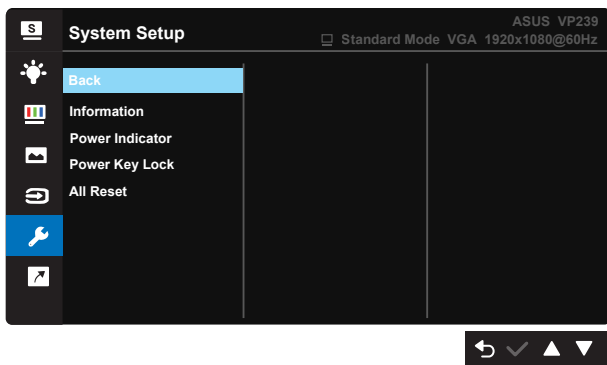 S
System Setup
ASUS VP239
Standard Mode VGA 1920x1080@60Hz
Back
Information
Power Indicator
Power Key Lock
All Reset